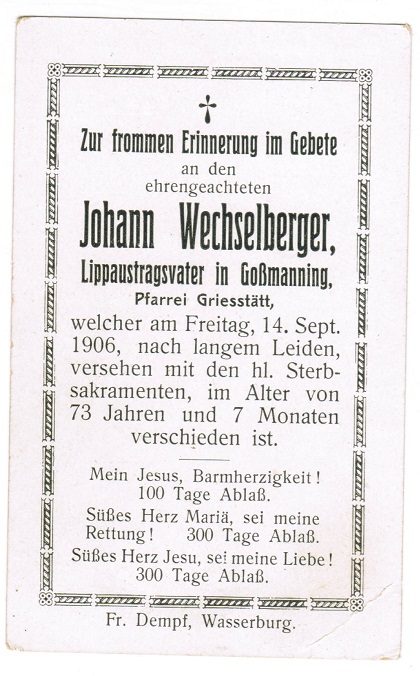 Zur frommen Erinnerung im Gebete
an den
ehrengeachteten
Johann Wechselberger,
Lippaustragsvater in Goßmanning,
Pfarrei Griesstätt,
welcher am Freitag, 14. Sept.
1906, nach langem Leiden,
versehen mit den hl. Sterb-
sakramenten, im Alter von
73 Jahren und 7 Monaten
verschieden ist.
Mein Jesus, Barmherzigkeit!
100 Tage Ablaß.
Süßes Herz Mariä, sei meine
Rettung! 300 Tage Ablaß.
Süßes Herz Jesu, sei meine Liebe!
300 Tage Ablaß.
Fr. Dempf, Wasserburg.